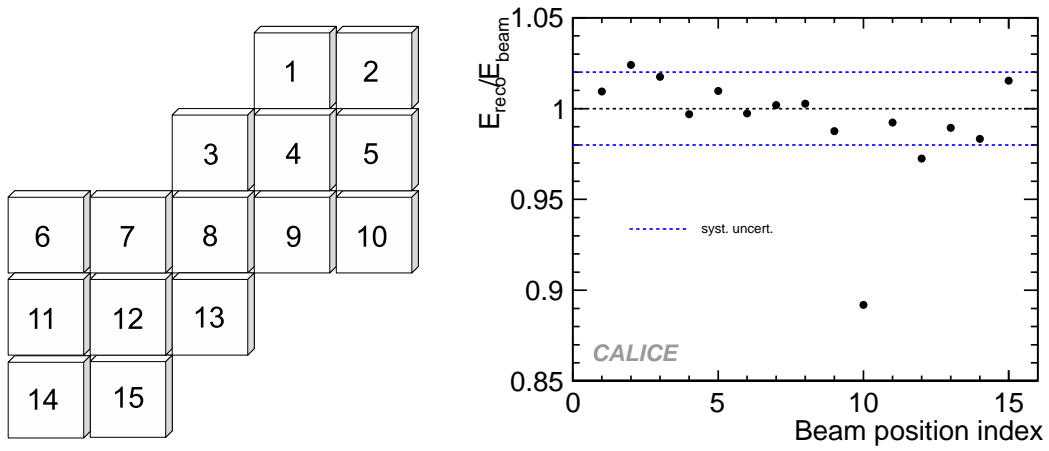 1 2
3 4 5
6 7 8 9 10
11 12 13
14 15
E_reco/E_beam
1.05
1
0.95
0.9
0.85
syst. uncert.
CALICE
0 5 10 15
Beam position index